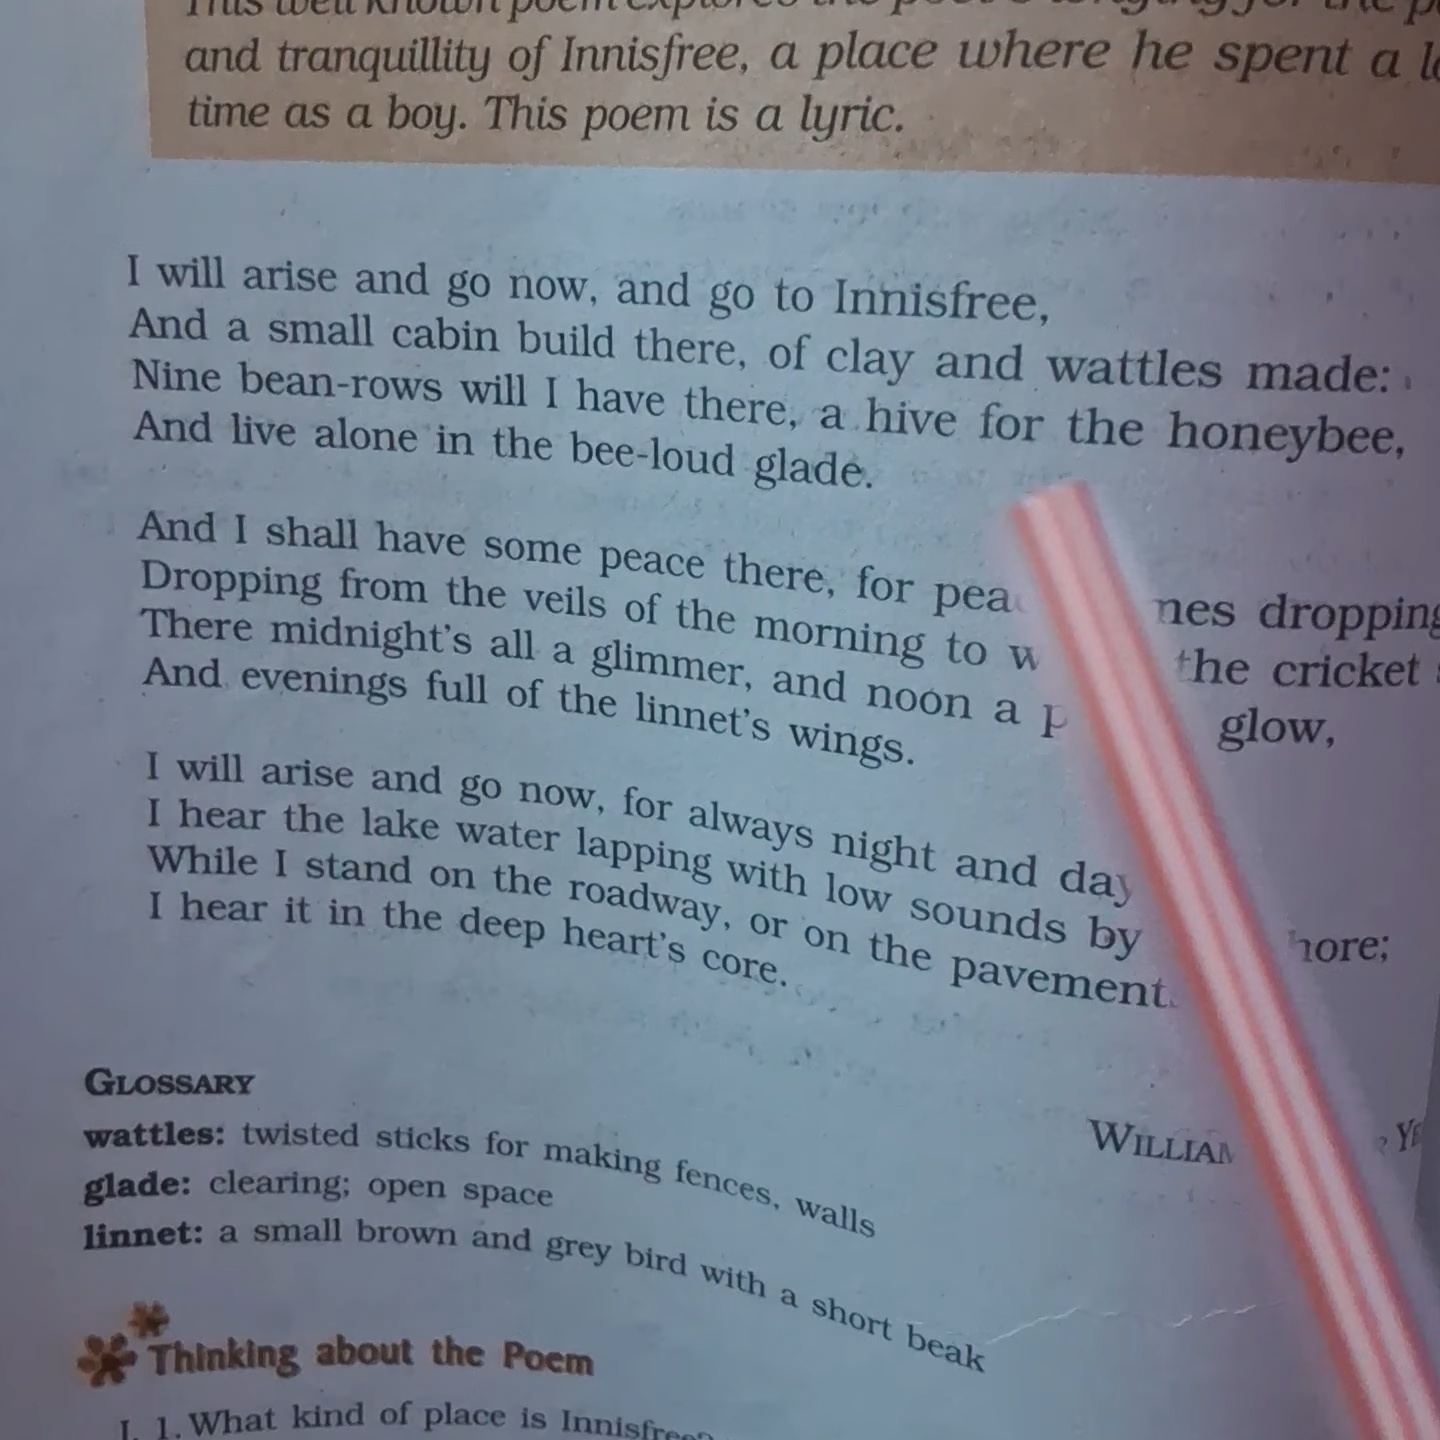 and tranquillity of Innisfree, a place where he spent a
time as a boy. This poem is a lyric.
I will arise and go now, and go to Innisfree,
And a small cabin build there, of clay and wattles made:
Nine bean-rows will I have there, a hive for the honeybee,
And live alone in the bee-loud glade.
And I shall have some peace there, for dropping
Dropping from the veils of the morning to the cricket
There midnight's all a glimmer, and noon a glow,
And evenings full of the linnet's wings.
I will arise and go now, for always night and day
I hear the lake water lapping with low sounds by
While I stand on the roadway, or on the pavement
I hear it in the deep heart's core.
GLOSSARY
WILLIAM
wattles: twisted sticks for making fences, walls
glade: clearing; open space
linnet: a small brown and grey bird with a short beak
Thinking about the Poem
I. 1. What kind of place is Innisfree?